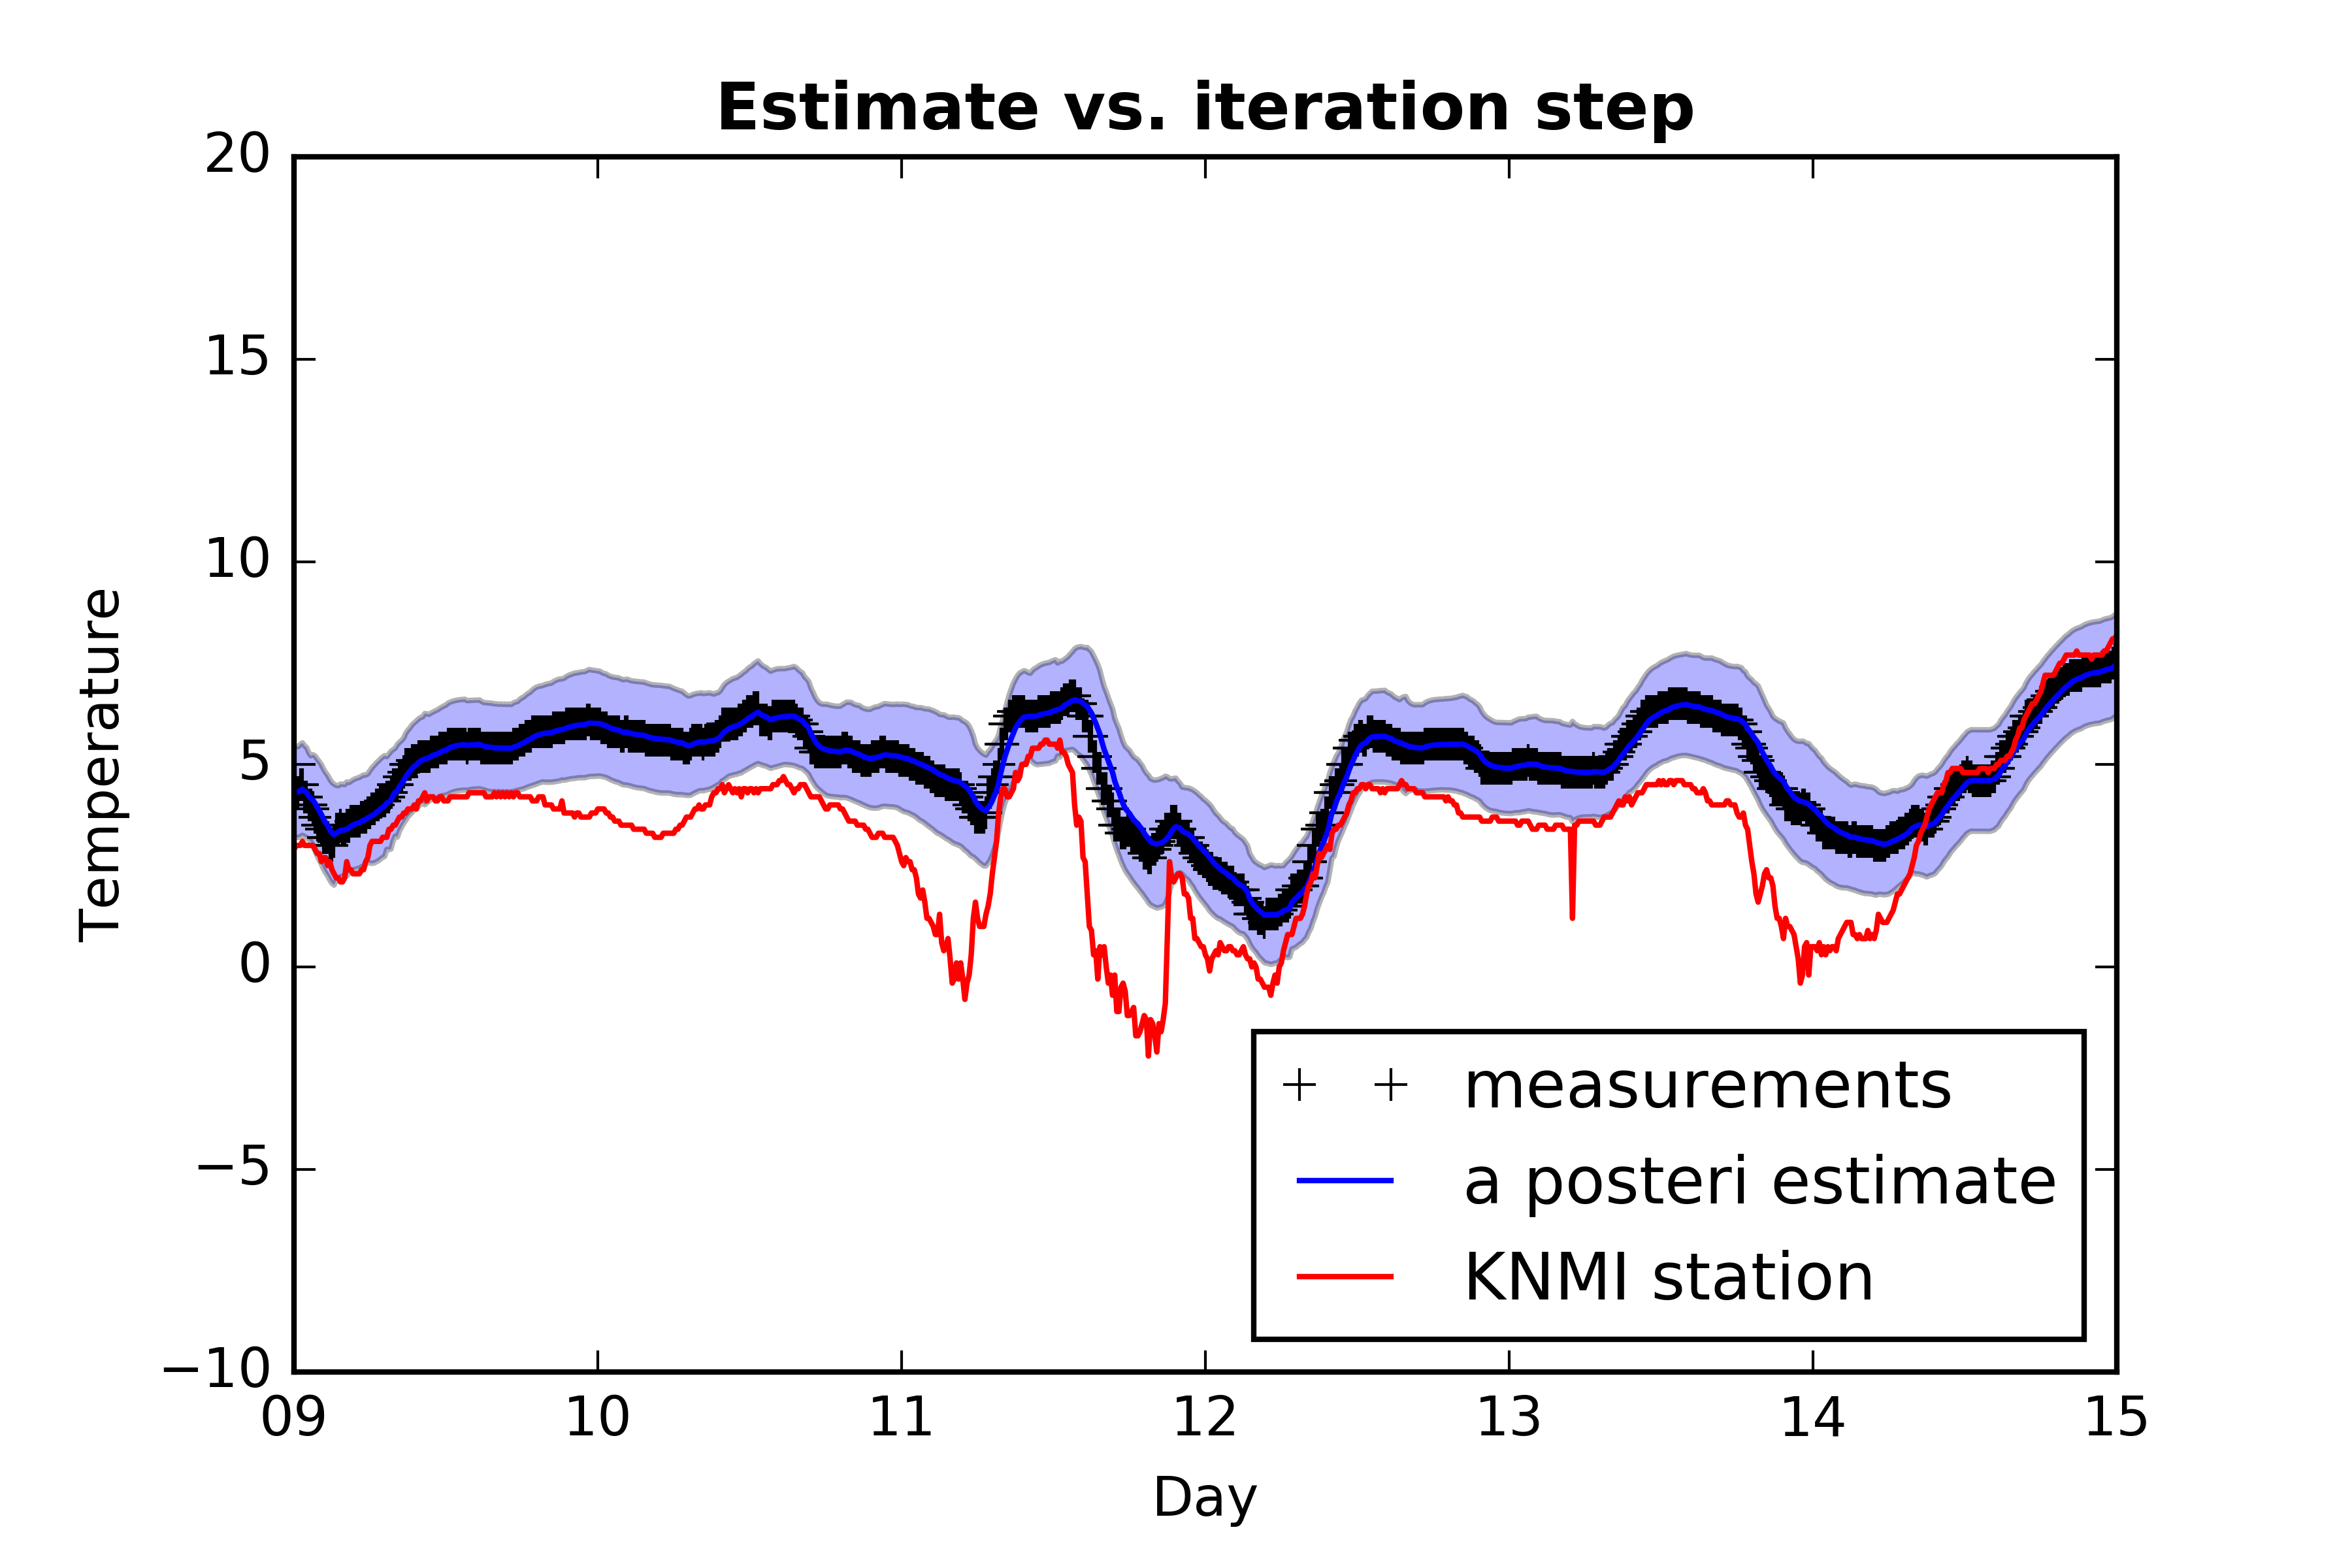 Estimate vs. iteration step
20
15
10
5
0
−5
−10
Temperature
measurements
a posteri estimate
KNMI station
09 10 11 12 13 14 15
Day